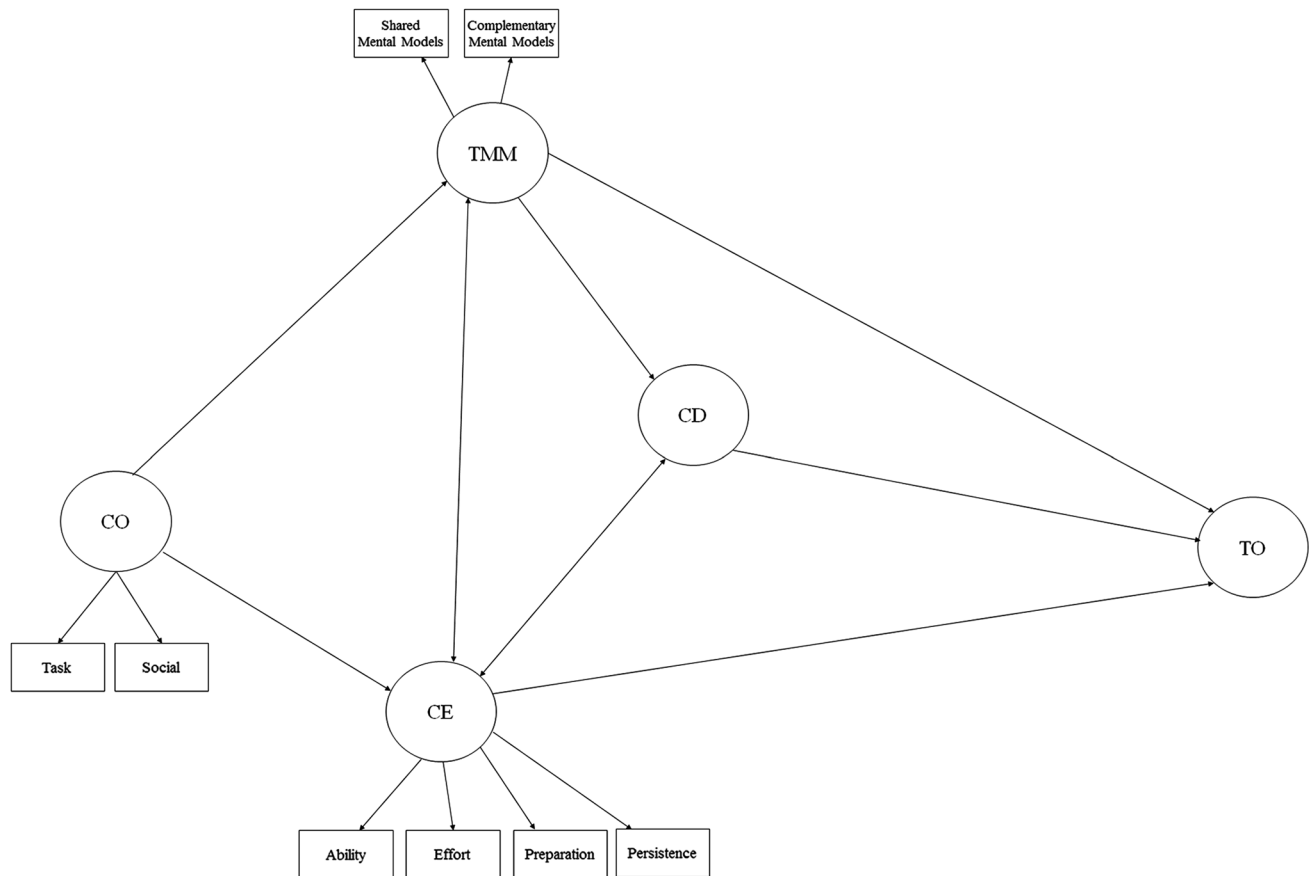 Shared
Mental Models
Complementary
Mental Models
TMM
CD
CO
TO
Task
Social
CE
Ability
Effort
Preparation
Persistence